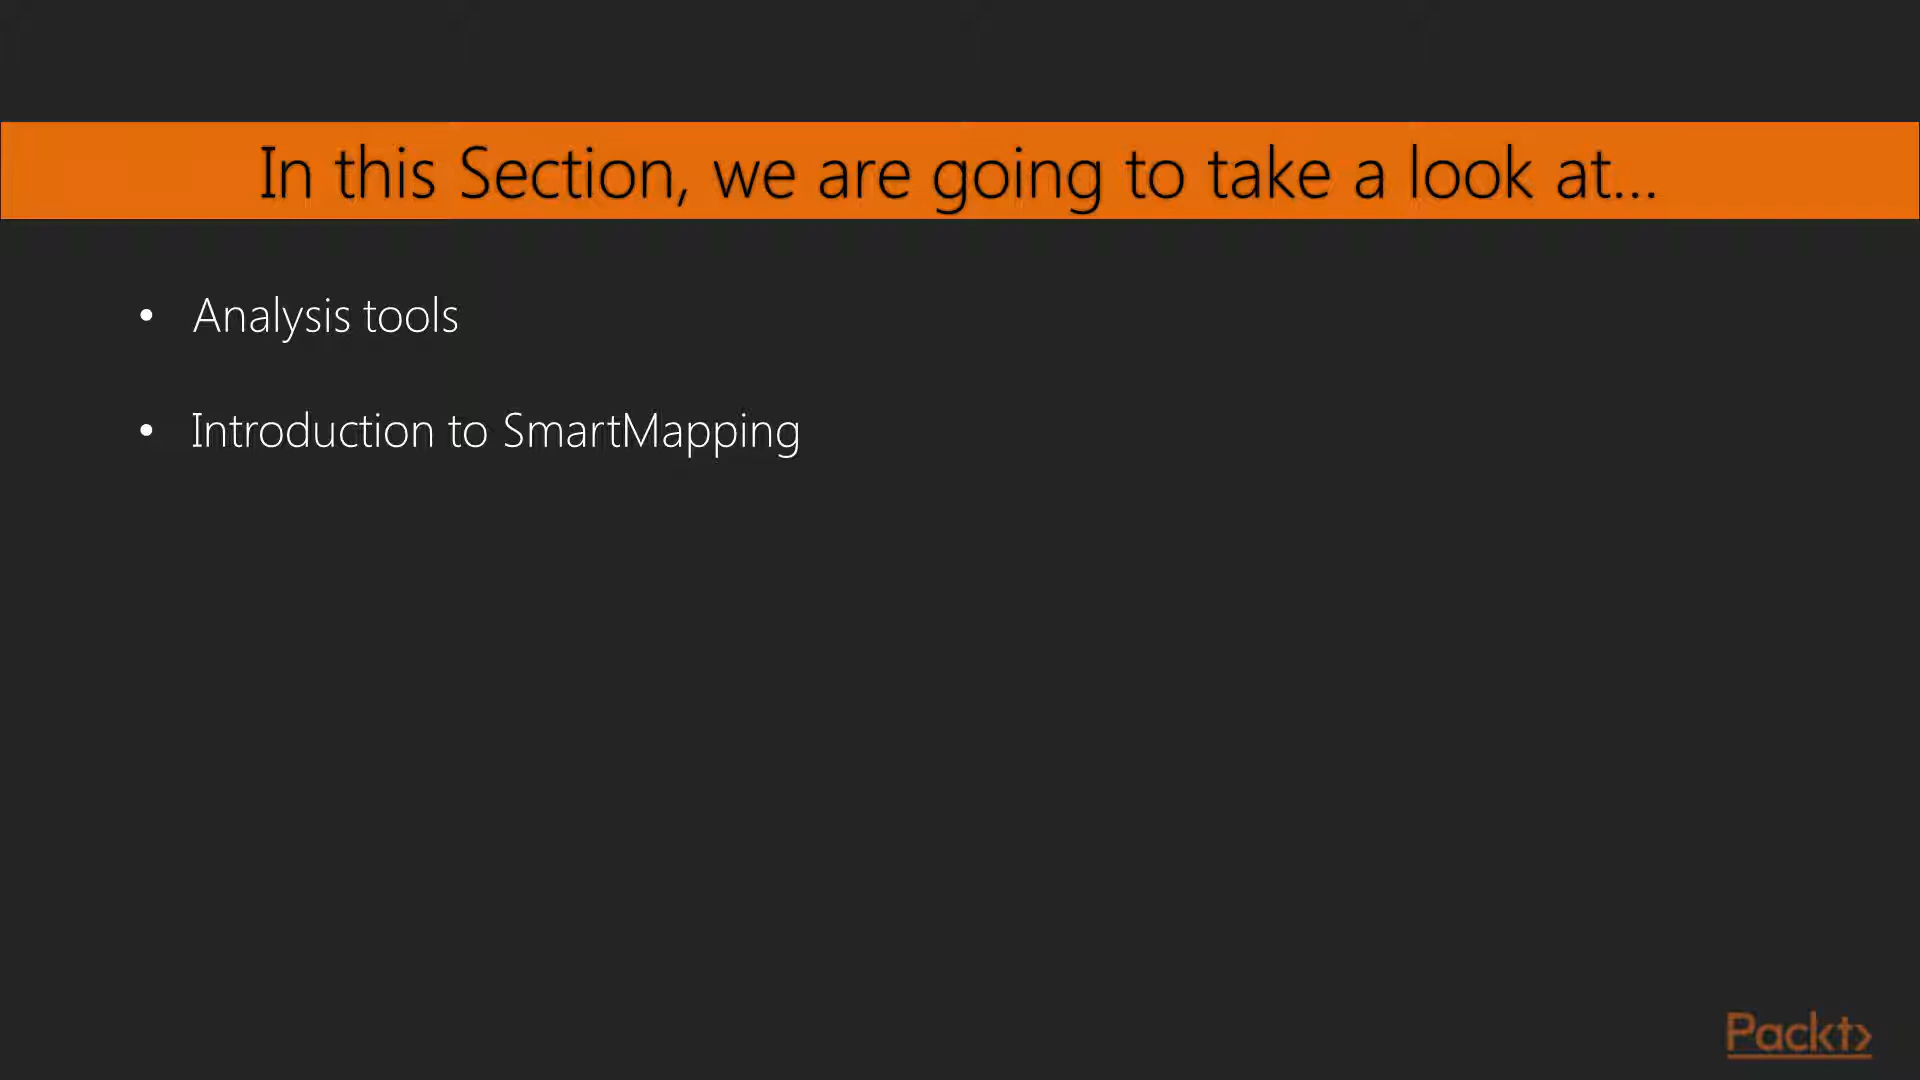 In this Section, we are going to take a look at...
• Analysis tools
• Introduction to SmartMapping
Packt>